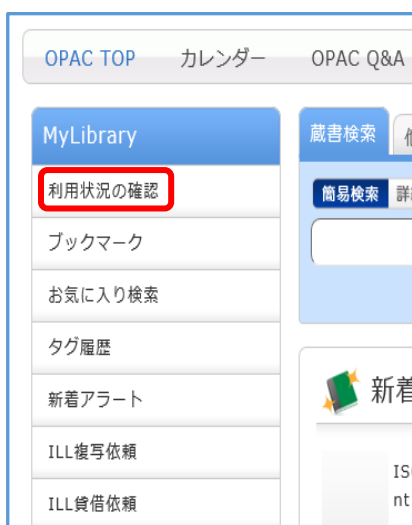 OPAC TOP カレンダー OPAC Q&A
MyLibrary
利用状況の確認
ブックマーク
お気に入り検索
タグ履歴
新着アラート
ILL複写依頼
ILL貸借依頼
蔵書検索
簡易検索
新着
nt